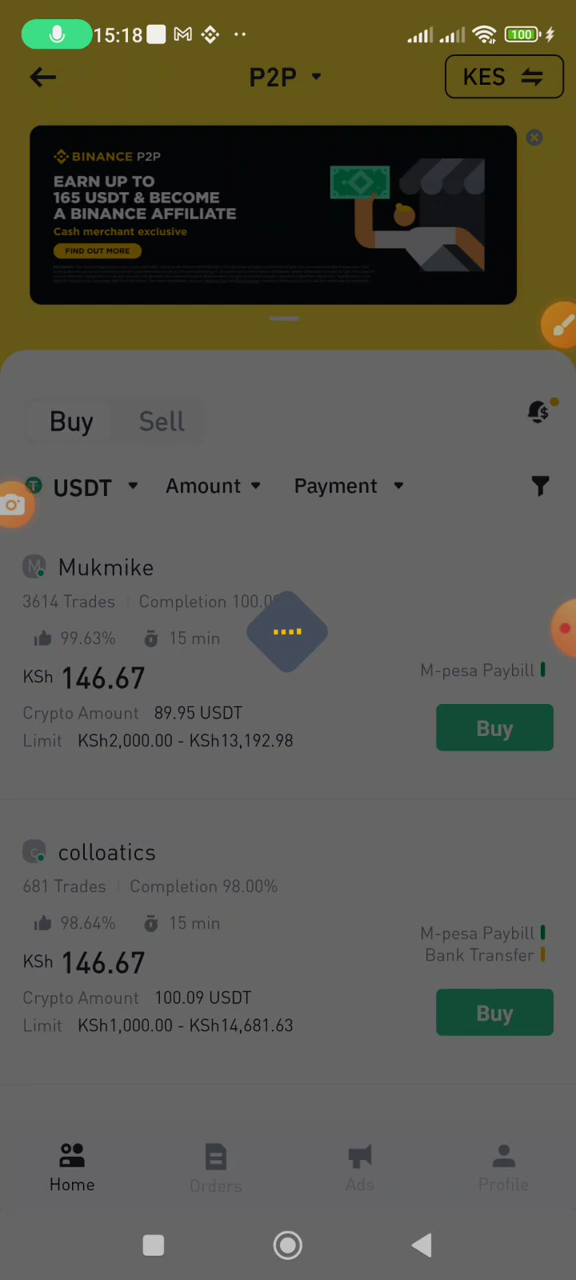 15:18
100
P2P
KES
BINANCE P2P
EARN UP TO
165 USDT & BECOME
A BINANCE AFFILIATE
Cash merchant exclusive
FIND OUT MORE
Buy
Sell
USDT
Amount
Payment
M
Mukmike
3614 Trades
Completion 100.0
99.63%
15 min
KSh 146.67
M-pesa Paybill
Crypto Amount 89.95 USDT
Limit KSh2,000.00 - KSh13,192.98
Buy
c
colloatics
681 Trades
Completion 98.00%
98.64%
15 min
KSh 146.67
M-pesa Paybill
Bank Transfer
Crypto Amount 100.09 USDT
Limit KSh1,000.00 - KSh14,681.63
Buy
Home
Orders
Ads
Profile